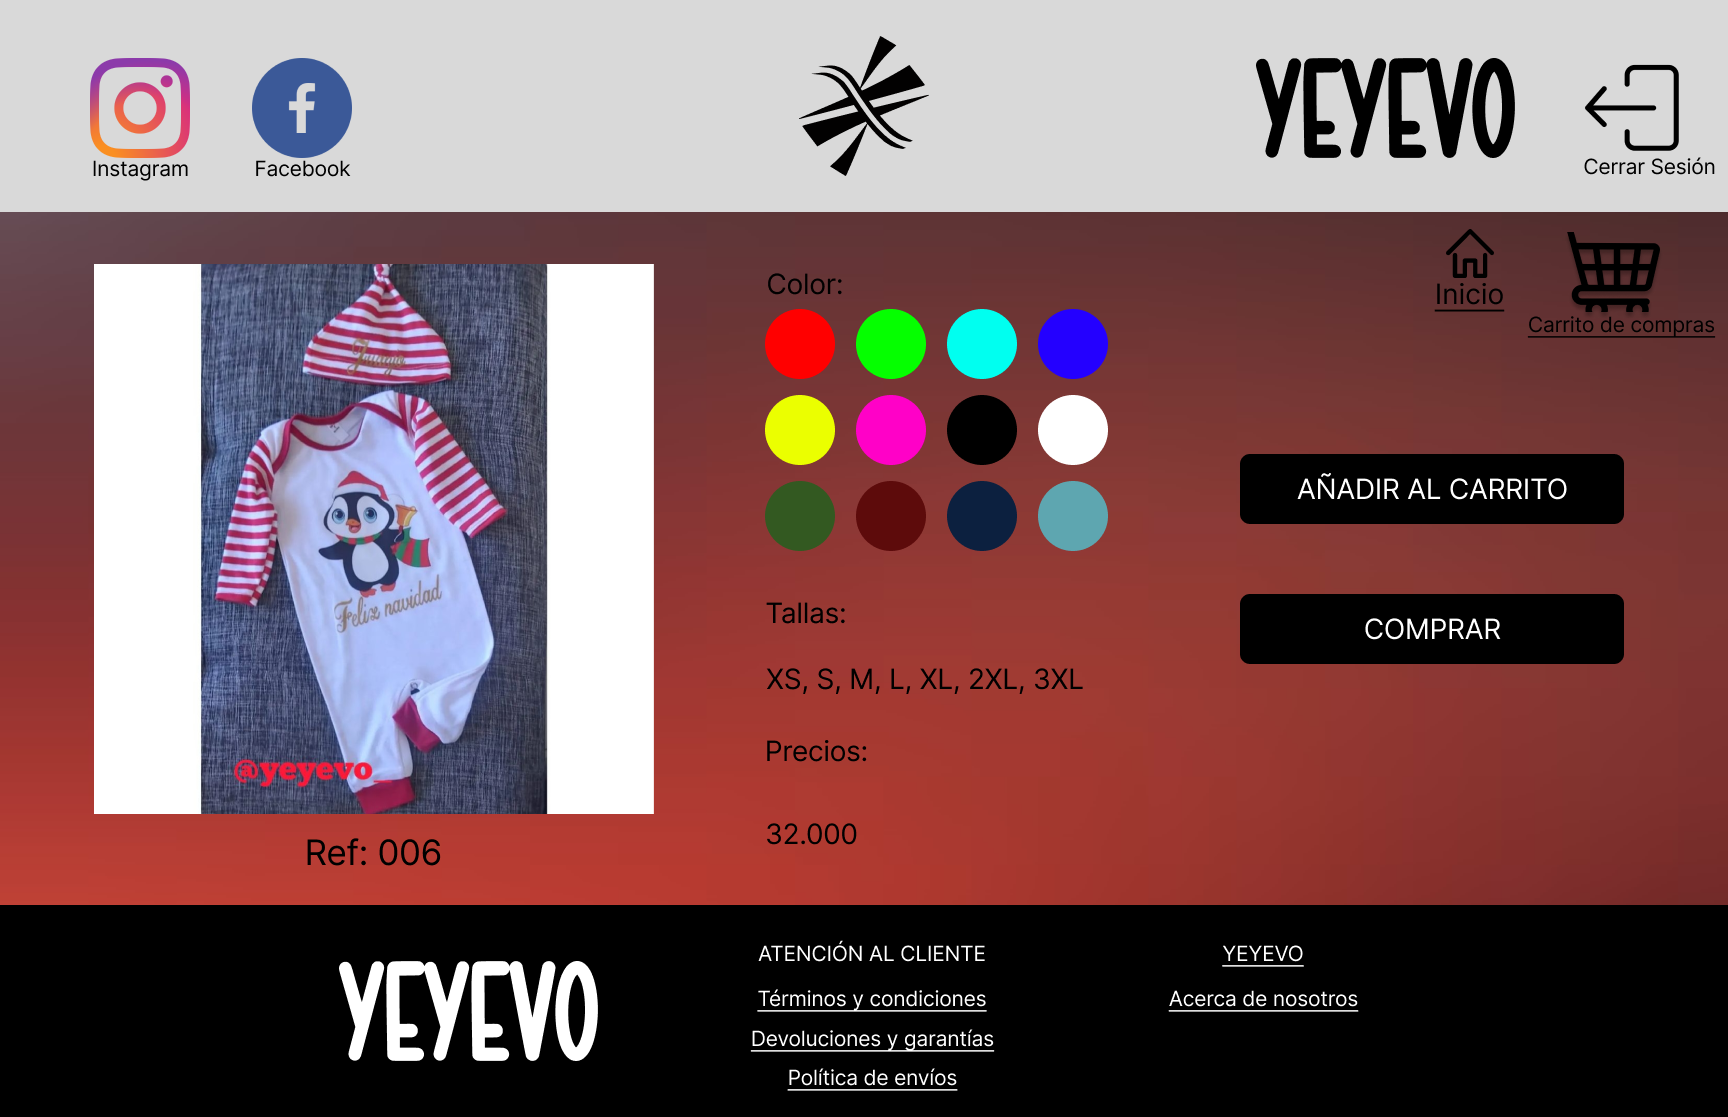 Instagram
Facebook
YEYEVO
Cerrar Sesión
Inicio
Carrito de compras
Feliz navidad
@yeyevo_
Ref: 006
Color:
Tallas:
XS, S, M, L, XL, 2XL, 3XL
Precios:
32.000
AÑADIR AL CARRITO
COMPRAR
YEYEVO
ATENCIÓN AL CLIENTE
Términos y condiciones
Devoluciones y garantías
Política de envíos
YEYEVO
Acerca de nosotros